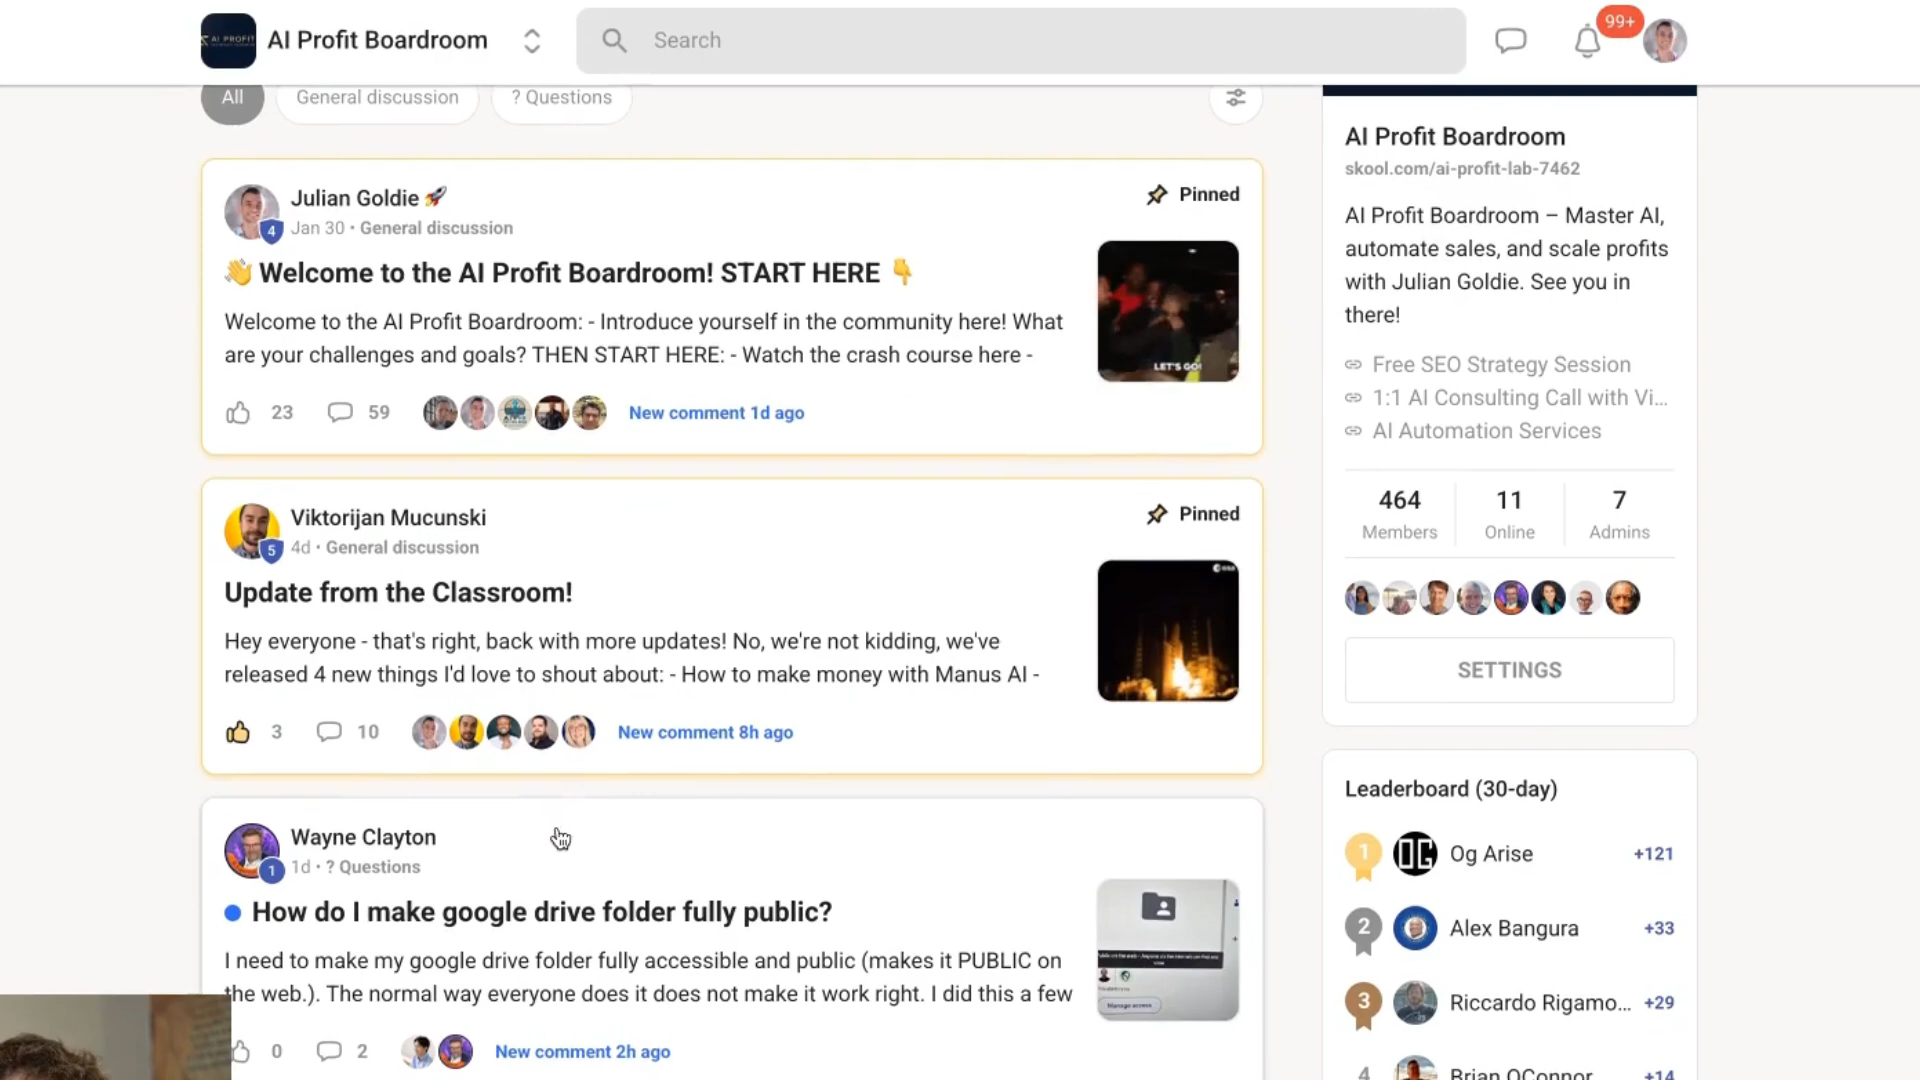 AI PROFIT
AI Profit Boardroom
Search
99+
All
General discussion
? Questions
Julian Goldie 🚀
4
Jan 30 • General discussion
Pinned
👋 Welcome to the AI Profit Boardroom! START HERE 👇
Welcome to the AI Profit Boardroom: - Introduce yourself in the community here! What
are your challenges and goals? THEN START HERE: - Watch the crash course here -
LET'S GO!
23
59
New comment 1d ago
Viktorijan Mucunski
5
4d • General discussion
Pinned
Update from the Classroom!
Hey everyone - that's right, back with more updates! No, we're not kidding, we've
released 4 new things I'd love to shout about: - How to make money with Manus AI -
esa
3
10
New comment 8h ago
Wayne Clayton
1
1d • ? Questions
How do I make google drive folder fully public?
I need to make my google drive folder fully accessible and public (makes it PUBLIC on
the web.). The normal way everyone does it does not make it work right. I did this a few
Manage access
0
2
New comment 2h ago
AI Profit Boardroom
skool.com/ai-profit-lab-7462
AI Profit Boardroom – Master AI,
automate sales, and scale profits
with Julian Goldie. See you in
there!
Free SEO Strategy Session
1:1 AI Consulting Call with Vi...
AI Automation Services
464
Members
11
Online
7
Admins
SETTINGS
Leaderboard (30-day)
1
OG
Og Arise
+121
2
Alex Bangura
+33
3
Riccardo Rigamo...
+29
4
Brian OConnor
+14